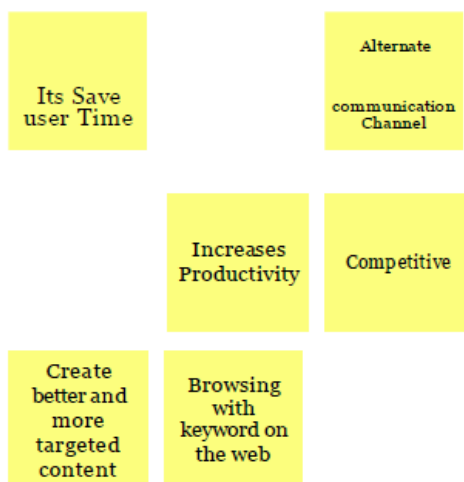 Its Save
user Time
Alternate
communication
Channel
Increases
Productivity
Competitive
Create
better and
more
targeted
content
Browsing
with
keyword on
the web